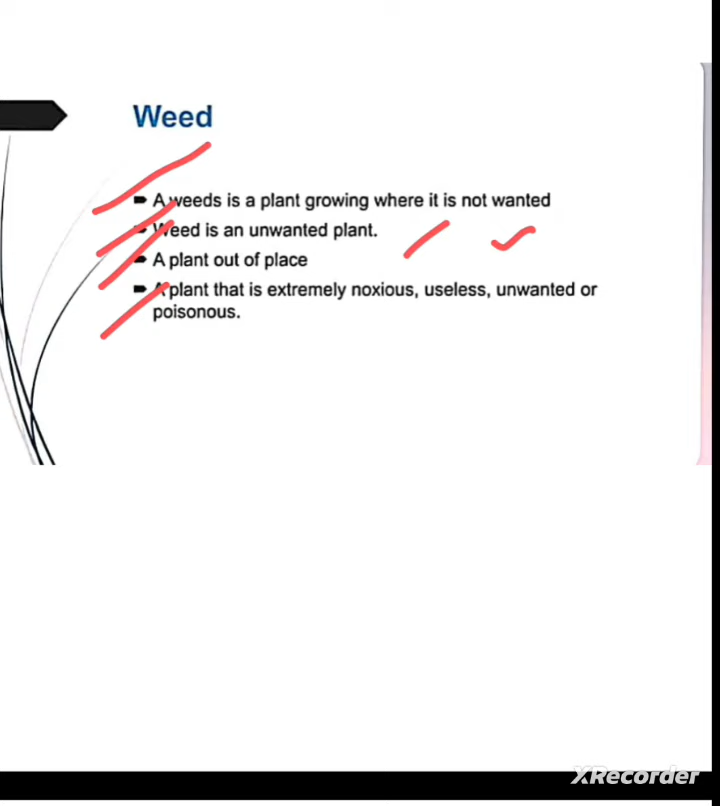 Weed
A weeds is a plant growing where it is not wanted
Weed is an unwanted plant.
A plant out of place
A plant that is extremely noxious, useless, unwanted or
poisonous.
XRecorder